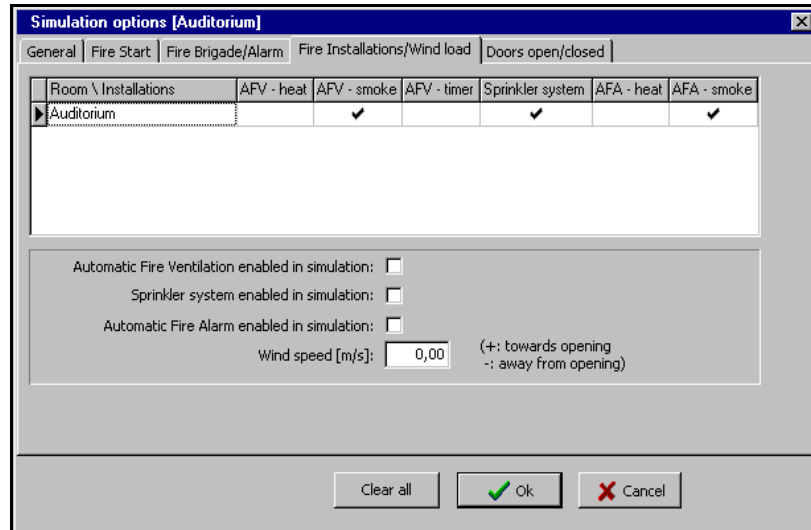 Simulation options [Auditorium]
General Fire Start Fire Brigade/Alarm Fire Installations/Wind load Doors open/closed
Room \ Installations AFV - heat AFV - smoke AFV - timer Sprinkler system AFA - heat AFA - smoke
Auditorium
Automatic Fire Ventilation enabled in simulation:
Sprinkler system enabled in simulation:
Automatic Fire Alarm enabled in simulation:
Wind speed [m/s]: 0,00 (+: towards opening
-: away from opening)
Clear all Ok Cancel